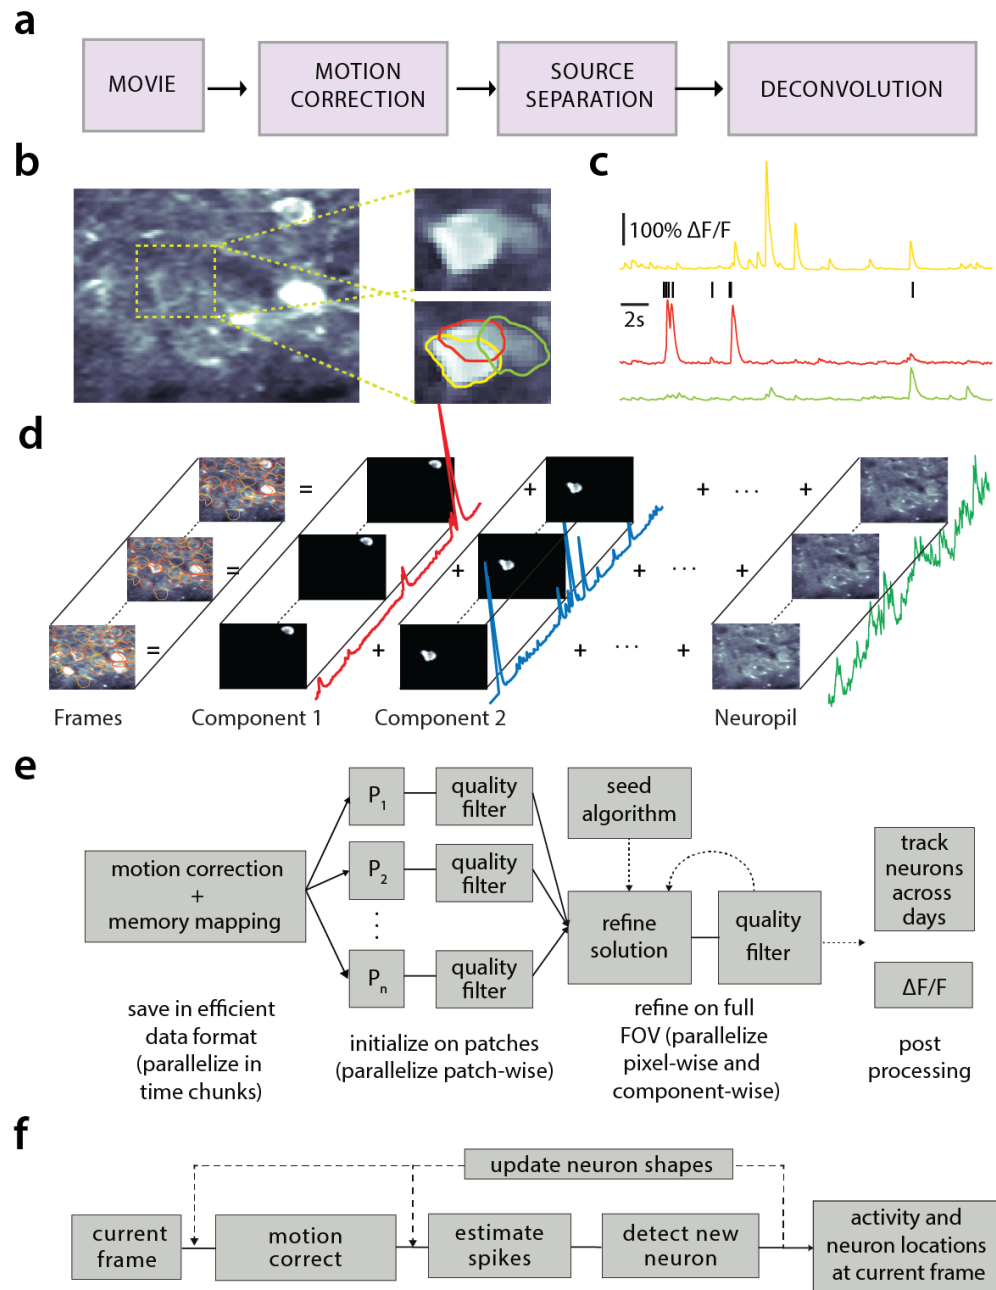 a
MOVIE
MOTION
CORRECTION
SOURCE
SEPARATION
DECONVOLUTION
b
c
100% ΔF/F
2s
d
=
+
+ ... +
=
+
+ ... +
=
+
+ ... +
Frames
Component 1
Component 2
Neuropil
e
motion correction
+
memory mapping
P1
quality
filter
P2
quality
filter
⋮
Pn
quality
filter
seed
algorithm
refine
solution
quality
filter
track
neurons
across
days
ΔF/F
save in efficient
data format
(parallelize in
time chunks)
initialize on patches
(parallelize patch-wise)
refine on full
FOV (parallelize
pixel-wise and
component-wise)
post
processing
f
update neuron shapes
current
frame
motion
correct
estimate
spikes
detect new
neuron
activity and
neuron locations
at current frame